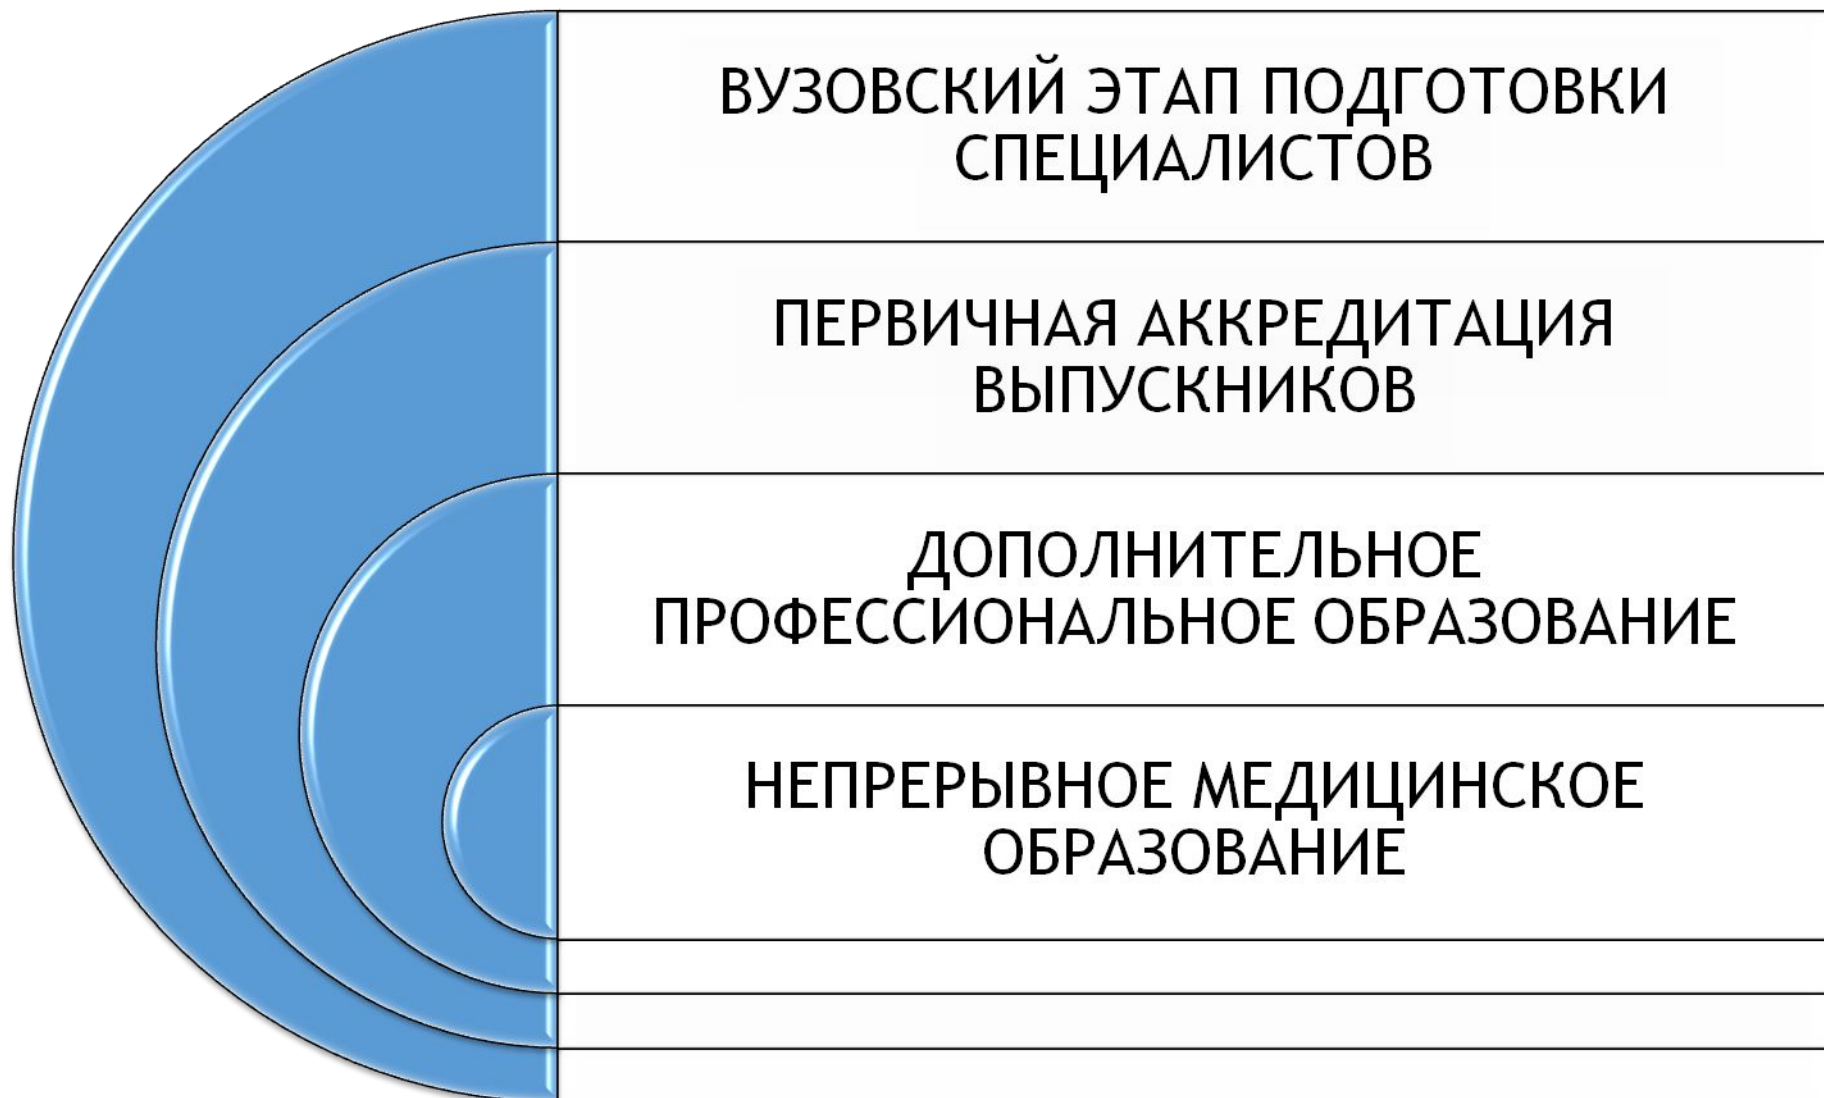 ВУЗОВСКИЙ ЭТАП ПОДГОТОВКИ
СПЕЦИАЛИСТОВ
ПЕРВИЧНАЯ АККРЕДИТАЦИЯ
ВЫПУСКНИКОВ
ДОПОЛНИТЕЛЬНОЕ
ПРОФЕССИОНАЛЬНОЕ ОБРАЗОВАНИЕ
НЕПРЕРЫВНОЕ МЕДИЦИНСКОЕ
ОБРАЗОВАНИЕ